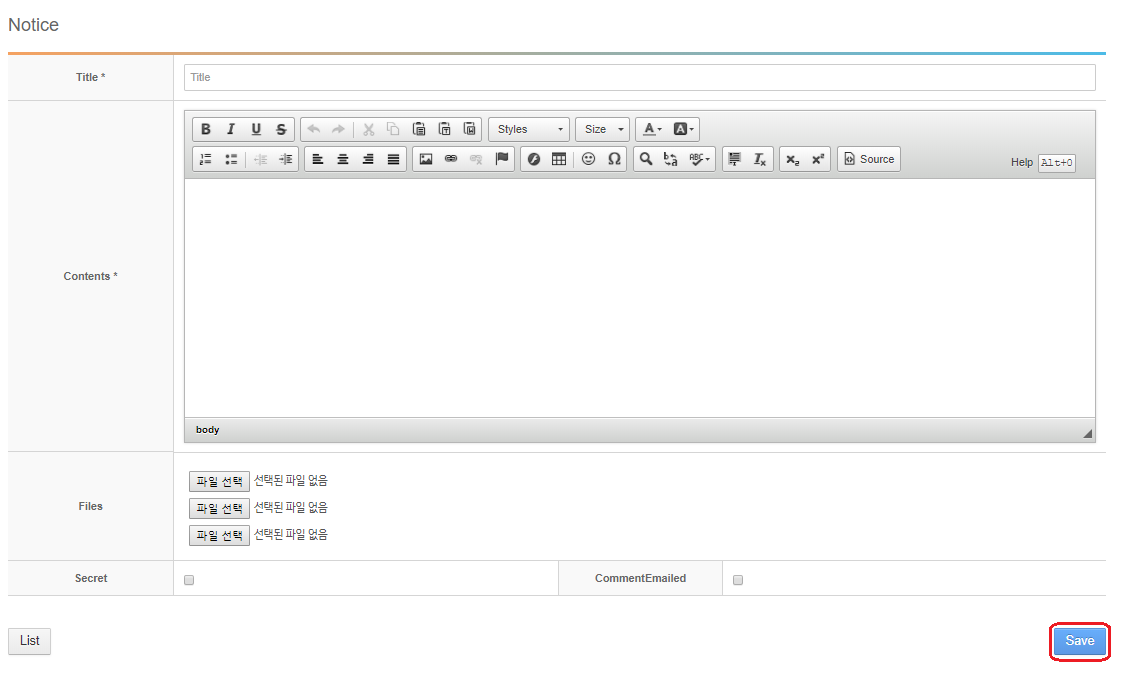 Notice
Title *
Title
B I U S Styles Size A A
ABC Source Help Alt+0
Contents *
body
Files
파일 선택 선택된 파일 없음
파일 선택 선택된 파일 없음
파일 선택 선택된 파일 없음
Secret CommentEmailed
List Save